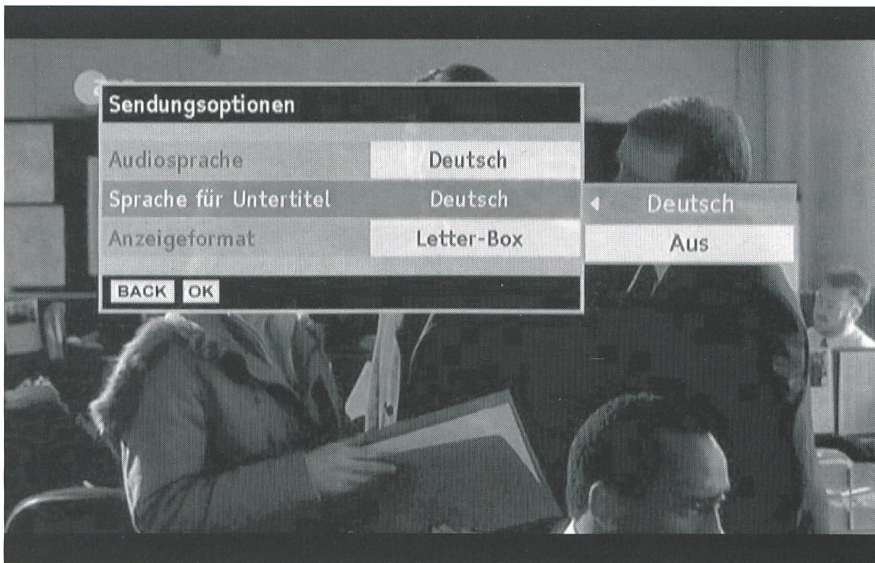 Sendungsoptionen
Audiosprache Deutsch
Sprache für Untertitel Deutsch Deutsch
Anzeigeformat Letter-Box Aus
BACK OK